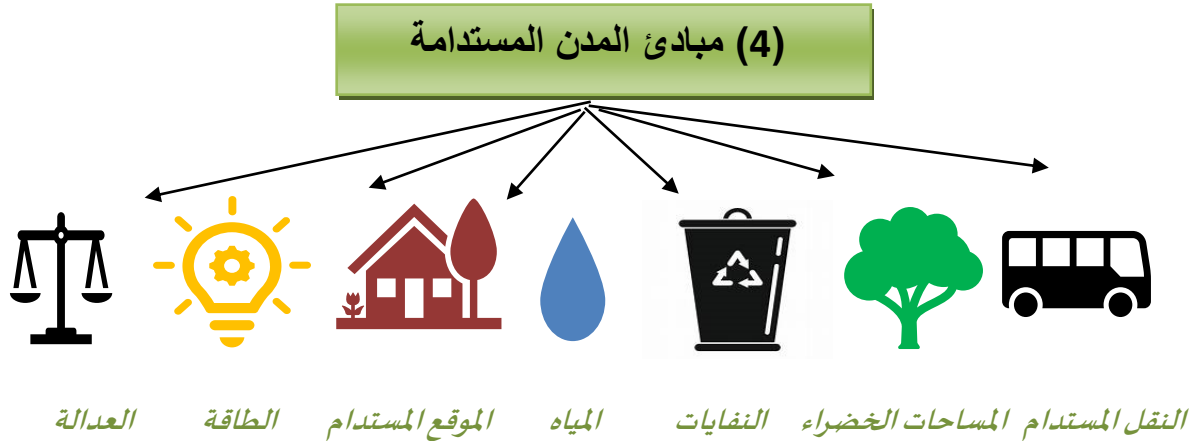 (4) مبادئ المدن المستدامة
النقل المستدام المساحات الخضراء النفايات المياه الموقع المستدام الطاقة العدالة